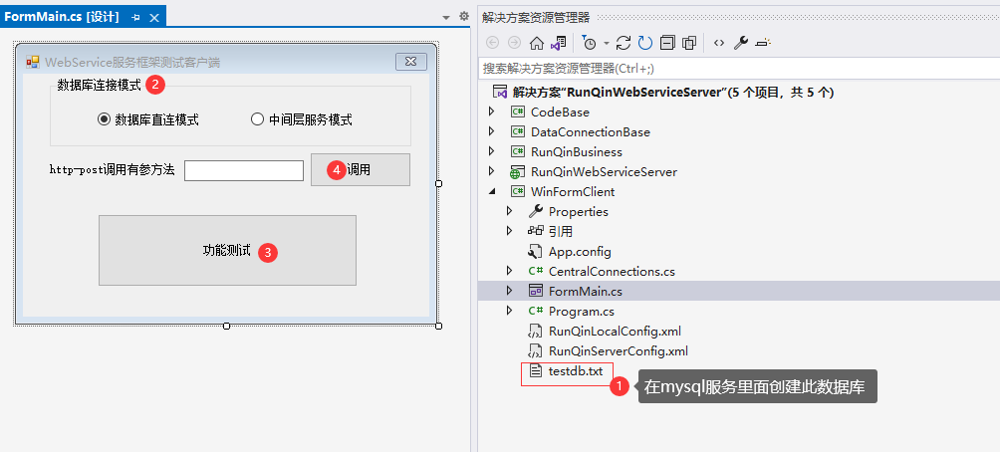 FormMain.cs [设计]
WebService服务框架测试客户端
数据库连接模式 2
数据库直连模式
中间层服务模式
http-post调用有参方法
4 调用
功能测试 3
解决方案资源管理器
搜索解决方案资源管理器(Ctrl+;)
解决方案"RunQinWebServiceServer"(5 个项目，共 5 个)
CodeBase
DataConnectionBase
RunQinBusiness
RunQinWebServiceServer
WinFormClient
Properties
引用
App.config
C# CentralConnections.cs
FormMain.cs
C# Program.cs
RunQinLocalConfig.xml
RunQinServerConfig.xml
testdb.txt
1 在mysql服务里面创建此数据库